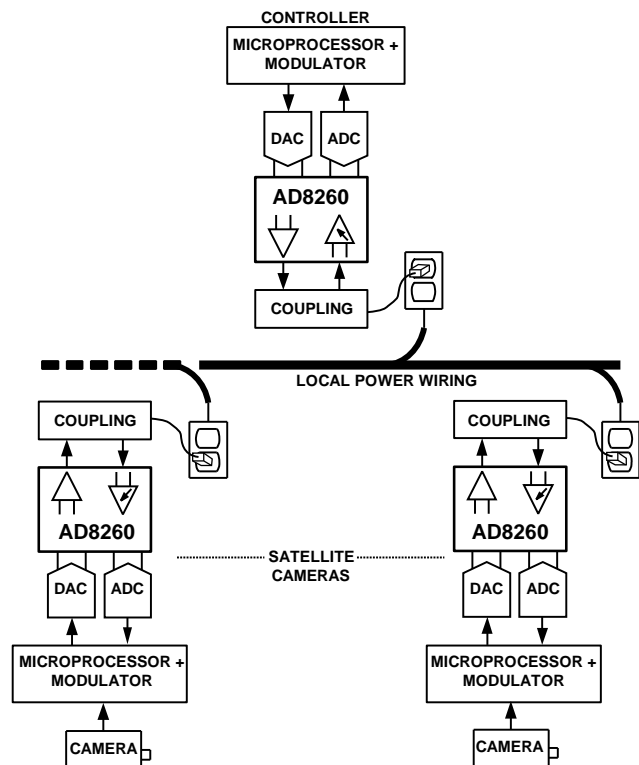 CONTROLLER
MICROPROCESSOR +
MODULATOR
DAC
ADC
AD8260
COUPLING
LOCAL POWER WIRING
COUPLING
COUPLING
AD8260
AD8260
SATELLITE
CAMERAS
DAC
ADC
DAC
ADC
MICROPROCESSOR +
MODULATOR
MICROPROCESSOR +
MODULATOR
CAMERA
CAMERA